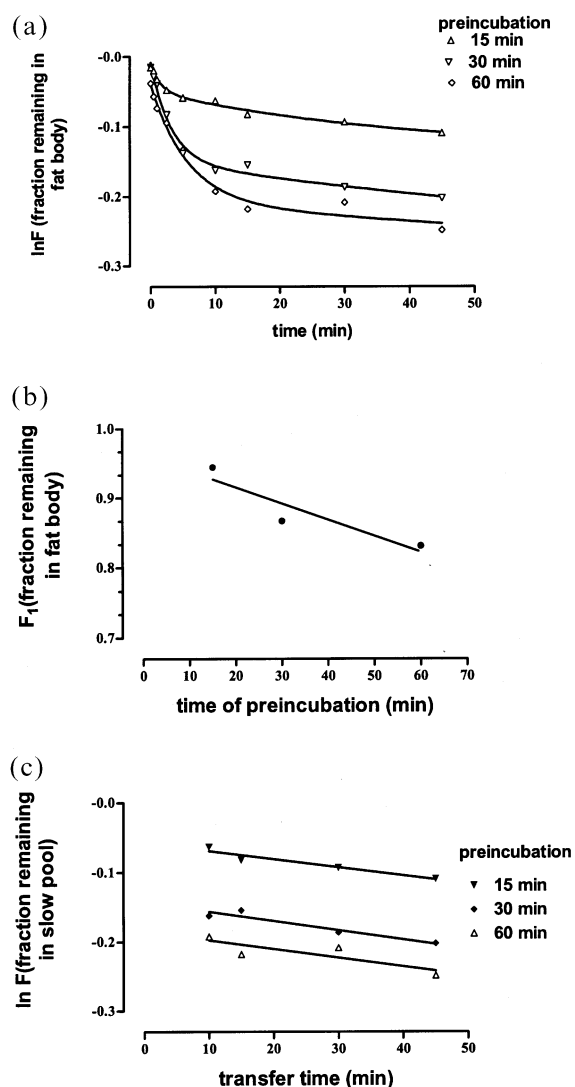 (a)
preincubation
15 min
30 min
60 min
lnF (fraction remaining in
fat body)
-0.0
-0.1
-0.2
-0.3
0 10 20 30 40 50
time (min)
(b)
F1(fraction remaining
in fat body)
1.0
0.9
0.8
0.7
0 10 20 30 40 50 60 70
time of preincubation (min)
(c)
ln F(fraction remaining
in slow pool)
-0.0
-0.1
-0.2
-0.3
preincubation
15 min
30 min
60 min
0 10 20 30 40 50
transfer time (min)